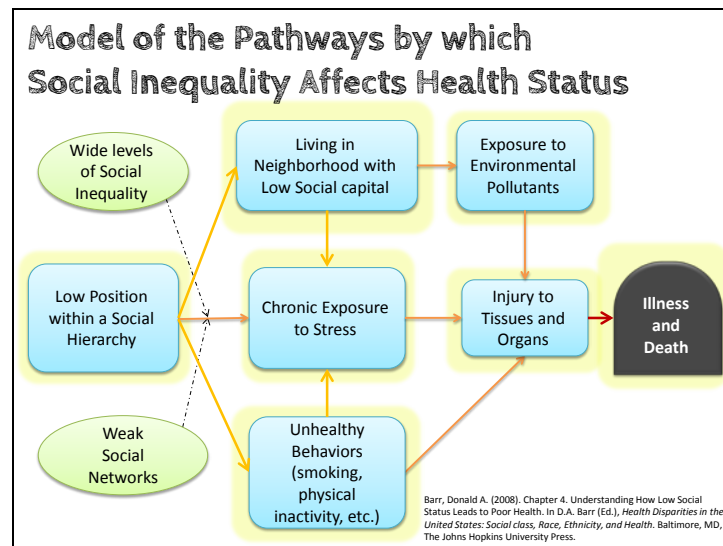 Model of the Pathways by which
Social Inequality Affects Health Status
Wide levels
of Social
Inequality
Living in
Neighborhood with
Low Social capital
Exposure to
Environmental
Pollutants
Low Position
within a Social
Hierarchy
Chronic Exposure
to Stress
Injury to
Tissues and
Organs
Illness
and
Death
Weak
Social
Networks
Unhealthy
Behaviors
(smoking,
physical
inactivity, etc.)
Barr, Donald A. (2008). Chapter 4. Understanding How Low Social
Status Leads to Poor Health. In D.A. Barr (Ed.), Health Disparities in the
United States: Social class, Race, Ethnicity, and Health. Baltimore, MD,
The Johns Hopkins University Press.